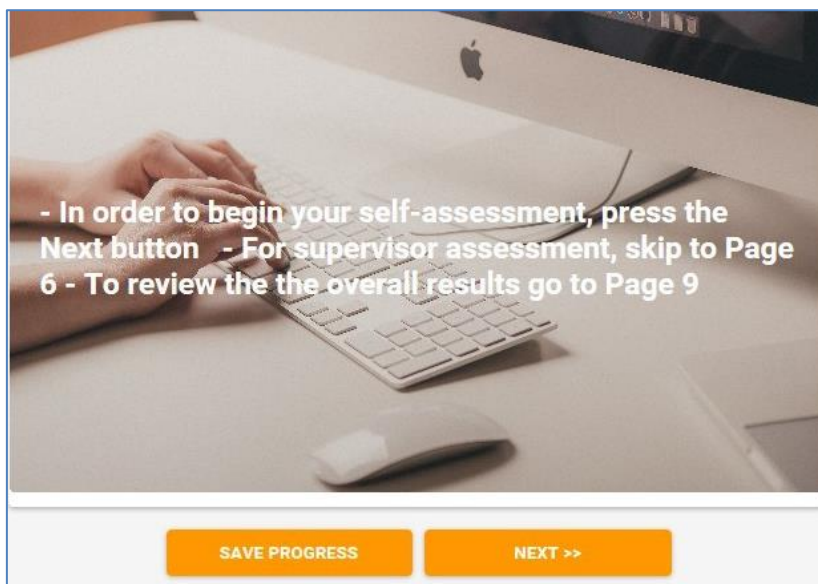 - In order to begin your self-assessment, press the
Next button - For supervisor assessment, skip to Page
6 - To review the the overall results go to Page 9
SAVE PROGRESS
NEXT >>